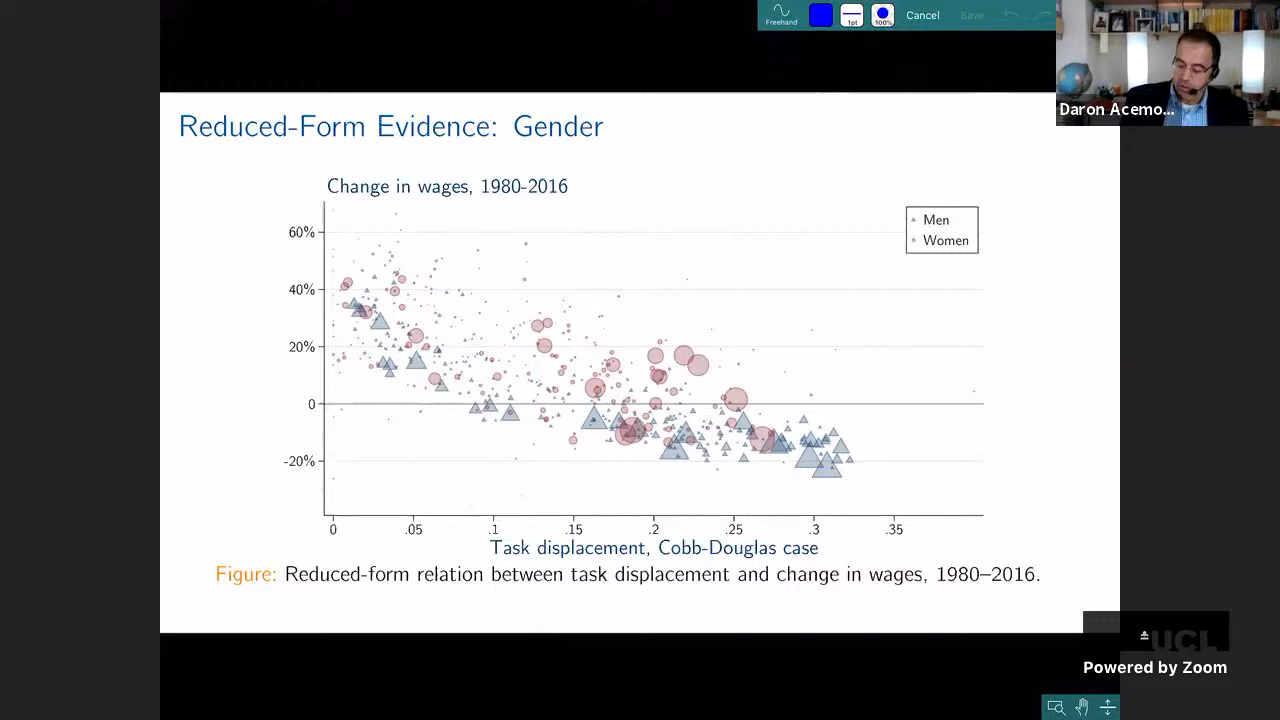 Freehand
1pt
100%
Cancel
Save
Daron Acemo...
Reduced-Form Evidence: Gender
Change in wages, 1980-2016
Men
Women
60%
40%
20%
0
-20%
0 .05 .1 .15 .2 .25 .3 .35
Task displacement, Cobb-Douglas case
Figure: Reduced-form relation between task displacement and change in wages, 1980–2016.
UCL
Powered by Zoom